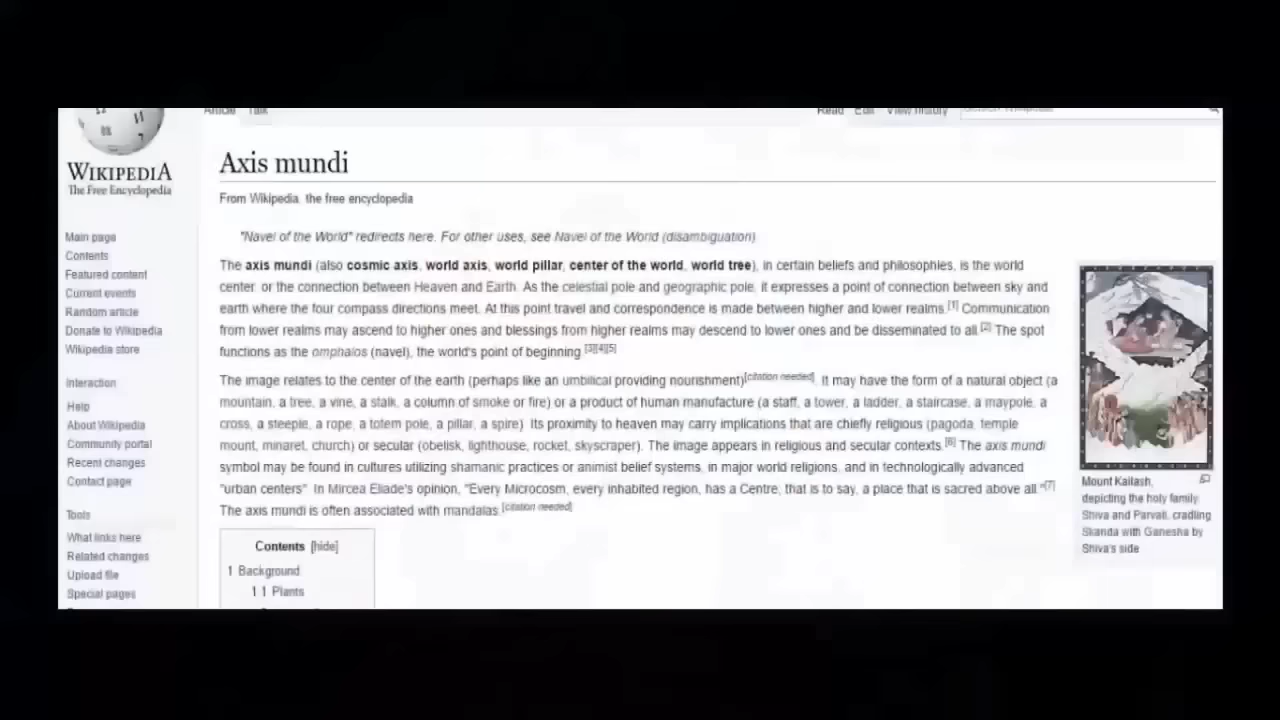 Article Talk Read Edit View history
WIKIPEDIA
The Free Encyclopedia
Main page
Contents
Featured content
Current events
Random article
Donate to Wikipedia
Wikipedia store
Interaction
Help
About Wikipedia
Community portal
Recent changes
Contact page
Tools
What links here
Related changes
Upload file
Special pages
Axis mundi
From Wikipedia the free encyclopedia
"Navel of the World" redirects here. For other uses, see Navel of the World (disambiguation)
The axis mundi (also cosmic axis, world axis, world pillar, center of the world, world tree), in certain beliefs and philosophies, is the world
center or the connection between Heaven and Earth. As the celestial pole and geographic pole, it expresses a point of connection between sky and
earth where the four compass directions meet. At this point travel and correspondence is made between higher and lower realms.[1] Communication
from lower realms may ascend to higher ones and blessings from higher realms may descend to lower ones and be disseminated to all.[2] The spot
functions as the omphalos (navel), the world's point of beginning.[3][4][5]
The image relates to the center of the earth (perhaps like an umbilical providing nourishment)[citation needed]. It may have the form of a natural object (a
mountain, a tree, a vine, a stalk, a column of smoke or fire) or a product of human manufacture (a staff, a tower, a ladder, a staircase, a maypole, a
cross, a steeple, a rope, a totem pole, a pillar, a spire). Its proximity to heaven may carry implications that are chiefly religious (pagoda, temple
mount, minaret, church) or secular (obelisk, lighthouse, rocket, skyscraper). The image appears in religious and secular contexts.[6] The axis mundi
symbol may be found in cultures utilizing shamanic practices or animist belief systems, in major world religions, and in technologically advanced
"urban centers". In Mircea Eliade's opinion, "Every Microcosm, every inhabited region, has a Centre; that is to say, a place that is sacred above all."[7]
The axis mundi is often associated with mandalas.[citation needed]
Contents [hide]
1 Background
1.1 Plants
Mount Kailash,
depicting the holy family:
Shiva and Parvati, cradling
Skanda with Ganesha by
Shiva's side